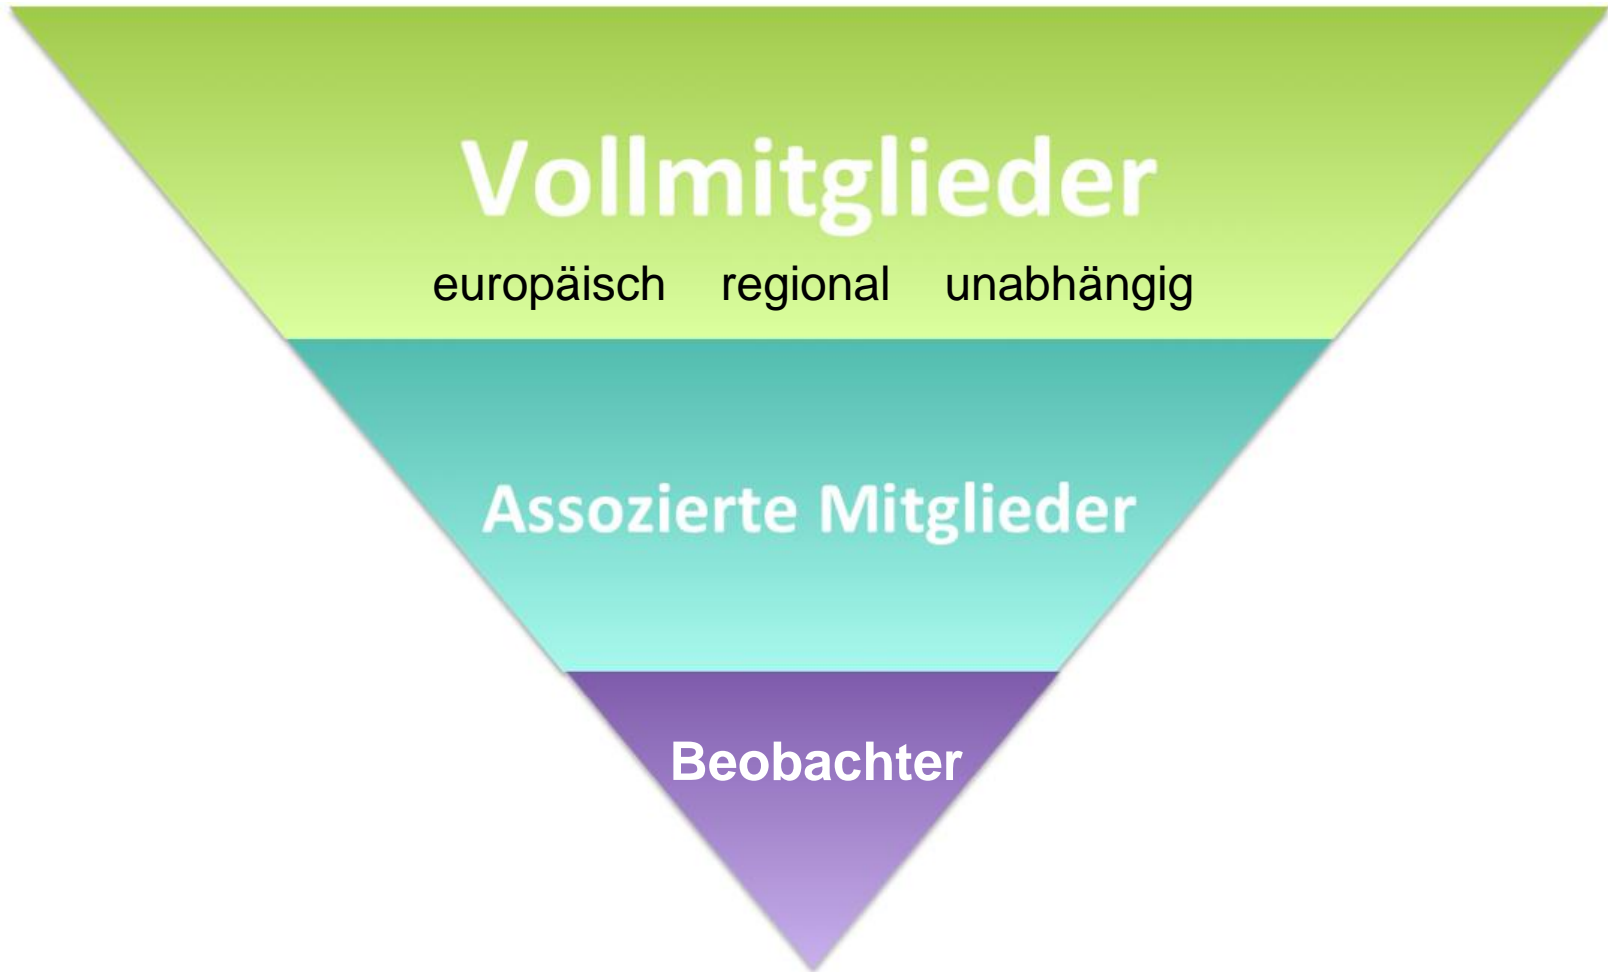 Vollmitglieder
europäisch regional unabhängig
Assozierte Mitglieder
Beobachter